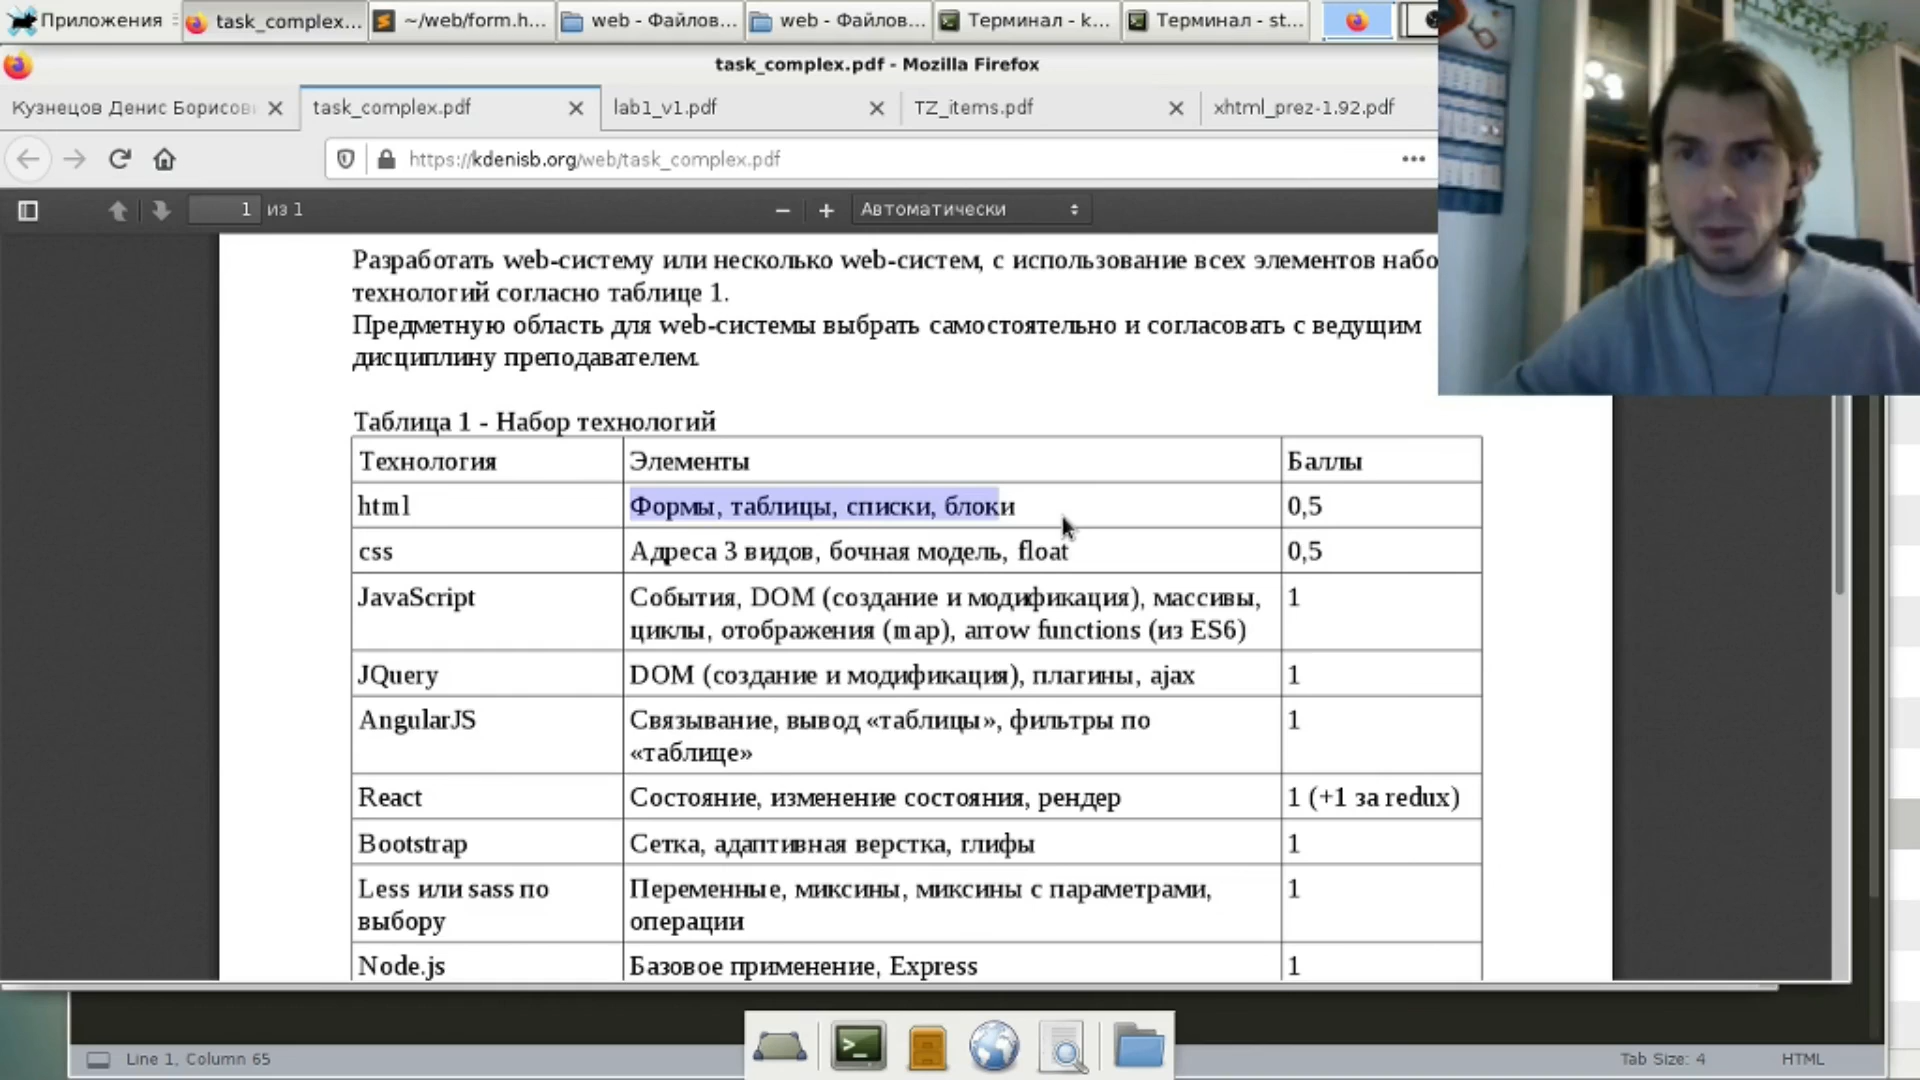 Приложения
task_complex....
~/web/form.h...
web - Файлов...
web - Файлов...
Терминал - k...
Терминал - st...
task_complex.pdf - Mozilla Firefox
Кузнецов Денис Борисов
task_complex.pdf
lab1_v1.pdf
TZ_items.pdf
xhtml_prez-1.92.pdf
https://kdenisb.org/web/task_complex.pdf
1 из 1
Автоматически
Разработать web-систему или несколько web-систем, с использование всех элементов набо
технологий согласно таблице 1.
Предметную область для web-системы выбрать самостоятельно и согласовать с ведущим
дисциплину преподавателем.
Таблица 1 - Набор технологий
Технология Элементы Баллы
html Формы, таблицы, списки, блоки 0,5
css Адреса 3 видов, бочная модель, float 0,5
JavaScript События, DOM (создание и модификация), массивы, 1
циклы, отображения (map), arrow functions (из ES6)
JQuery DOM (создание и модификация), плагины, ajax 1
AngularJS Связывание, вывод «таблицы», фильтры по 1
«таблице»
React Состояние, изменение состояния, рендер 1 (+1 за redux)
Bootstrap Сетка, адаптивная верстка, глифы 1
Less или sass по Переменные, миксины, миксины с параметрами, 1
выбору операции
Node.js Базовое применение, Express 1
Line 1, Column 65
Tab Size: 4
HTML